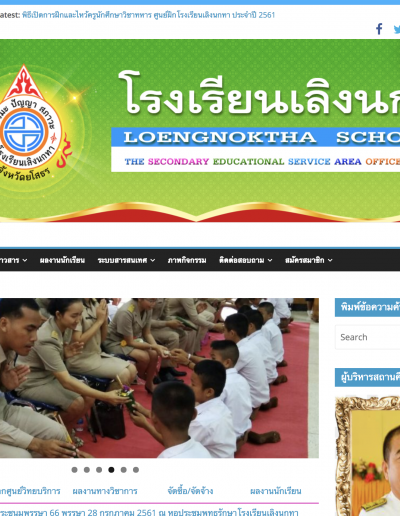 atest: พิธีเปิดการฝึกและไหว้ครูนักศึกษาวิชาทหาร ศูนย์ฝึกโรงเรียนเลิงนกทา ประจำปี 2561
โรงเรียนเลิงนก
LOENGNOKTHA SCHO
THE SECONDARY EDUCATIONAL SERVICE AREA OFFICE
มะ ปัญญา สภาวะ
โรงเรียนเลิงนกทา
จังหวัดยโสธร
าวสาร ผลงานนักเรียน ระบบสารสนเทศ ภาพกิจกรรม ติดต่อสอบถาม สมัครสมาชิก
พิมพ์ข้อความค้
Search
ผู้บริหารสถานศึ
กศูนย์วิทยบริการ ผลงานทางวิชาการ จัดซื้อ/จัดจ้าง ผลงานนักเรียน
ระชนมพรรษา 66 พรรษา 28 กรกฎาคม 2561 ณ หอประชุมพุทธรักษา โรงเรียนเลิงนกทา